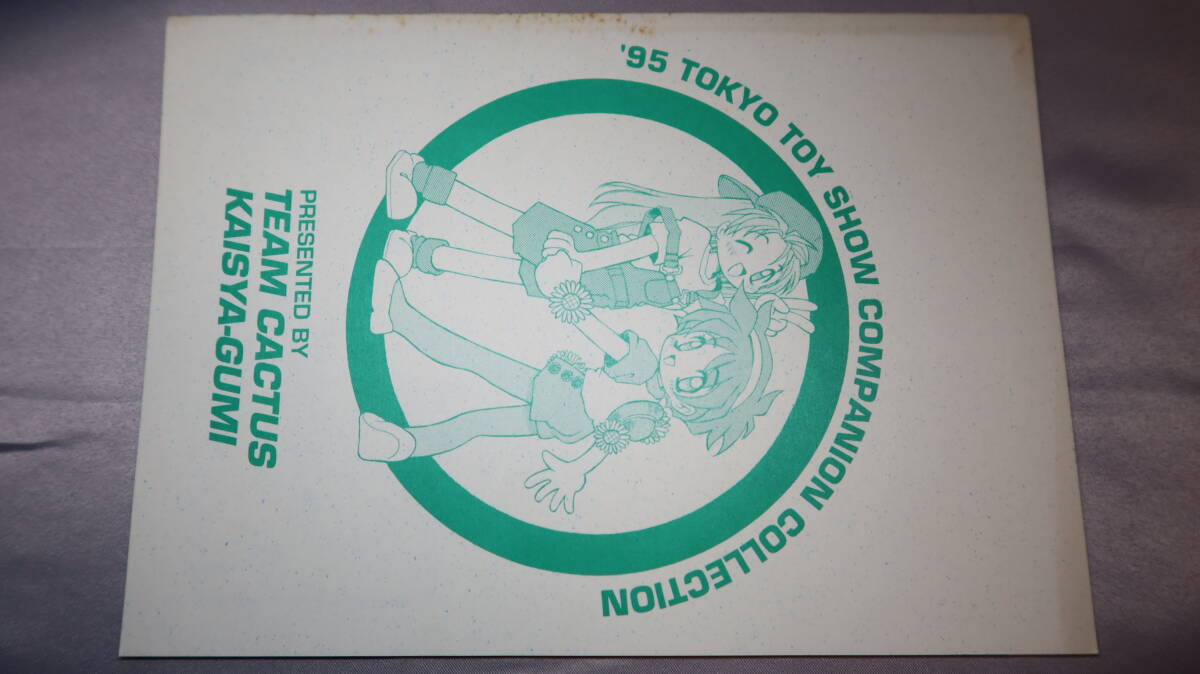 '95 TOKYO TOY SHOW COMPANION COLLECTION
PRESENTED BY
TEAM CACTUS
KAISYA-GUMI